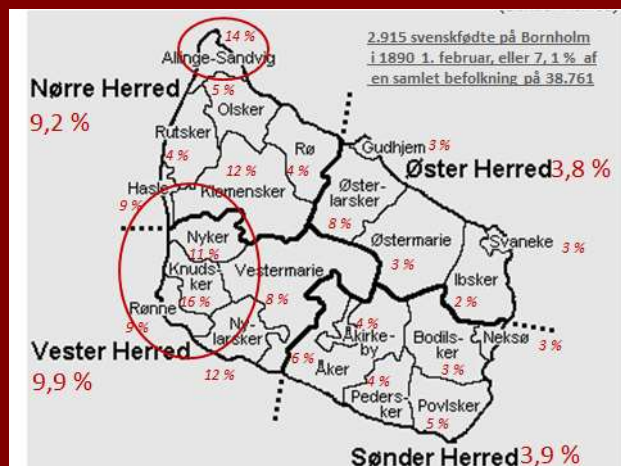 14 %
Allinge-Sandvig
2.915 svenskfødte på Bornholm
i 1890 1. februar, eller 7, 1 % af
en samlet befolkning på 38.761
Nørre Herred
9,2 %
5 %
Olsker
Rutsker
4 %
Rø
4 %
12 %
Klemensker
Hasle
9 %
Gudhjem 3 %
Øster Herred 3,8 %
Øster-
larsker
8 %
Østermarie
3 %
Svaneke
3 %
Ibsker
2 %
Nyker
11 %
Knuds-
ker
16 %
Vestermarie
8 %
Rønne
9 %
Ny-
larsker
12 %
Vester Herred
9,9 %
6 %
Åker
4 %
Åkirke-
by
Bodils-
ker
3 %
Neksø
3 %
4 %
Peders-
ker
Povlsker
5 %
Sønder Herred 3,9 %